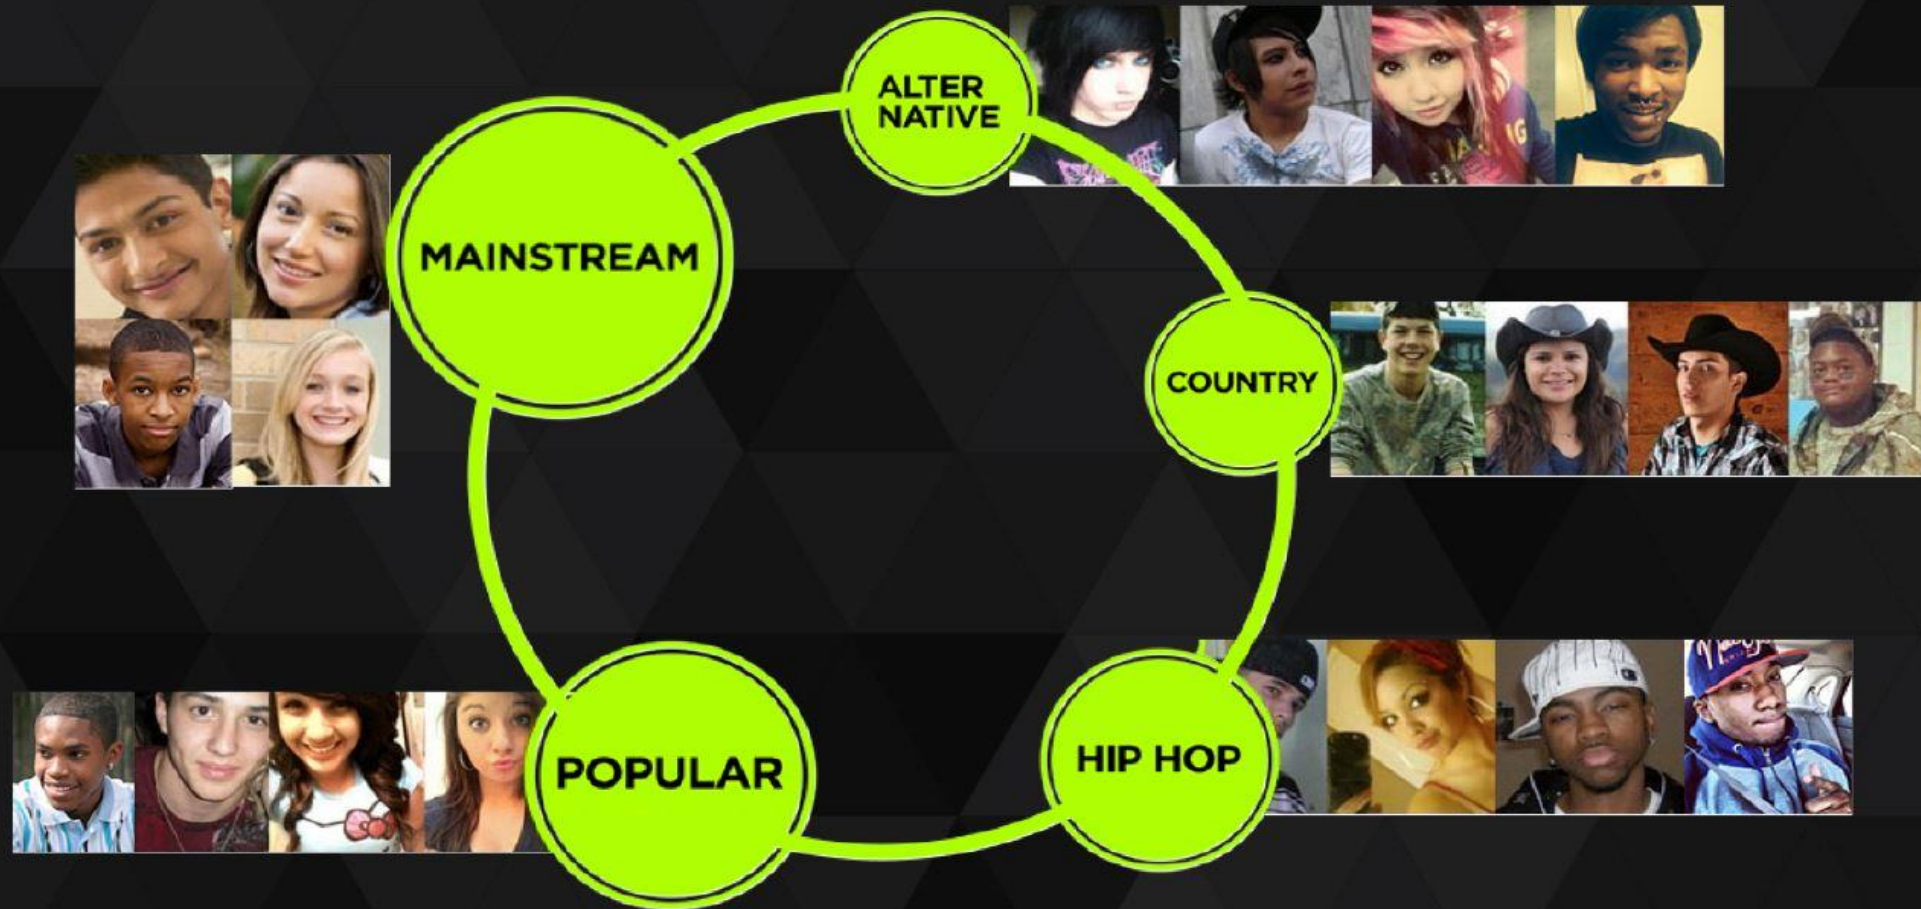 ALTER
NATIVE
MAINSTREAM
COUNTRY
HIP HOP
POPULAR